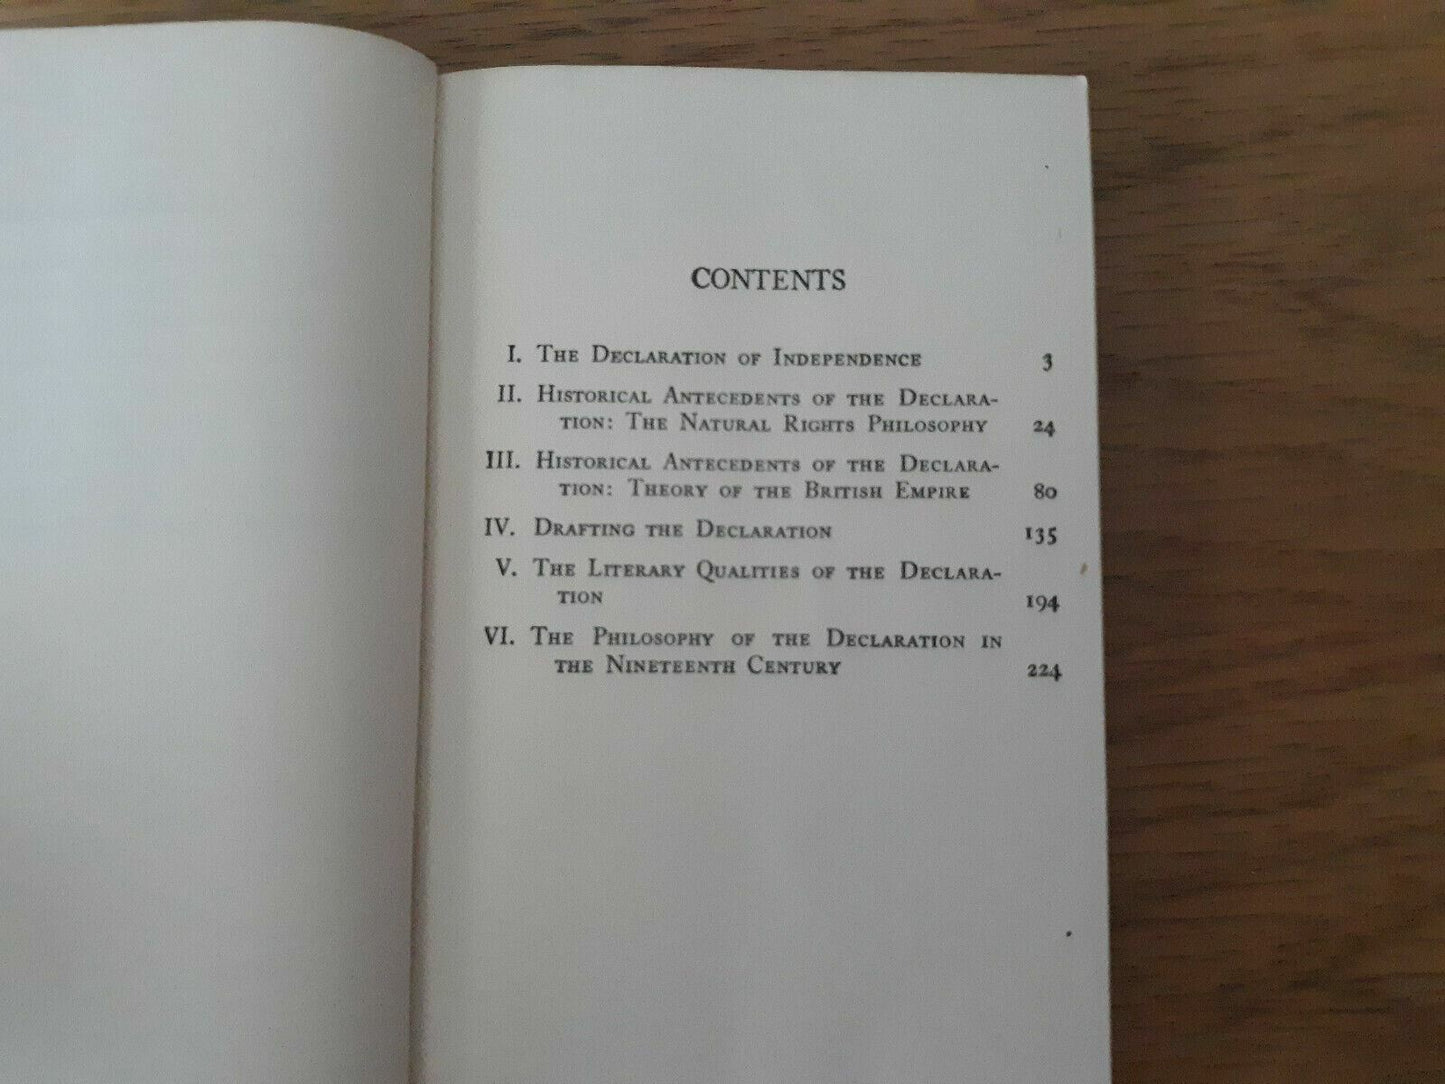 CONTENTS
I. The Declaration of Independence 3
II. Historical Antecedents of the Declara-
tion: The Natural Rights Philosophy 24
III. Historical Antecedents of the Declara-
tion: Theory of the British Empire 80
IV. Drafting the Declaration 135
V. The Literary Qualities of the Declara-
tion 194
VI. The Philosophy of the Declaration in
the Nineteenth Century 224